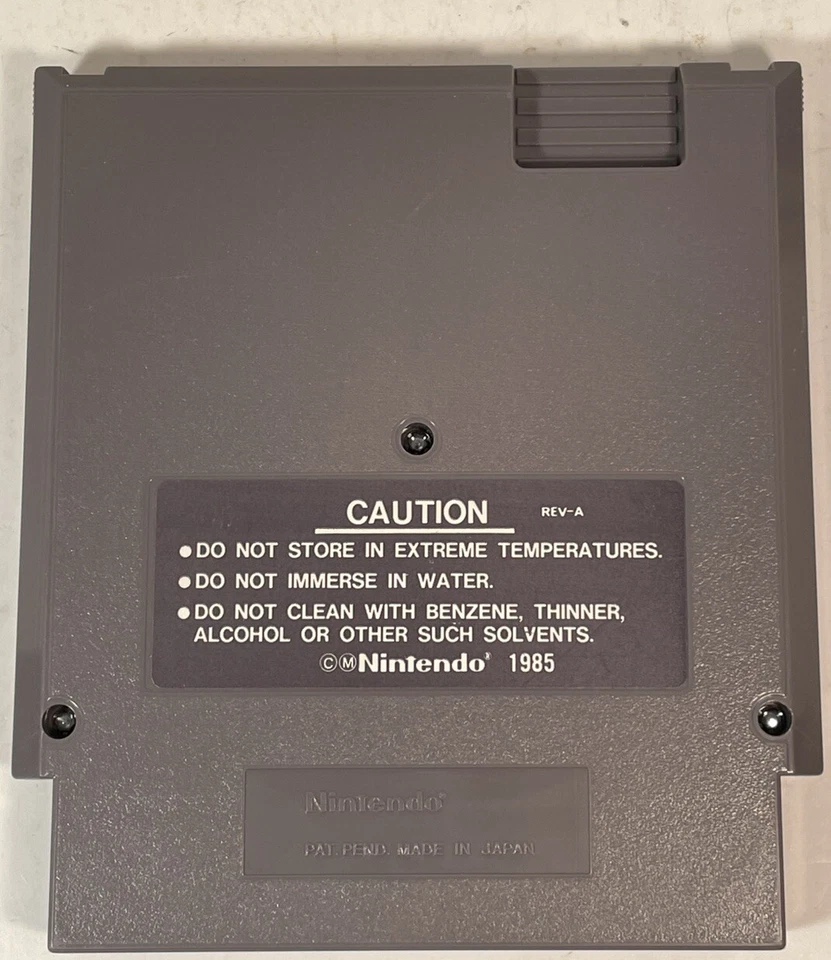 CAUTION REV-A
●DO NOT STORE IN EXTREME TEMPERATURES.
●DO NOT IMMERSE IN WATER.
●DO NOT CLEAN WITH BENZENE, THINNER,
ALCOHOL OR OTHER SUCH SOLVENTS.
ⒸⓂNintendo® 1985
Nintendo®
PAT. PEND. MADE IN JAPAN